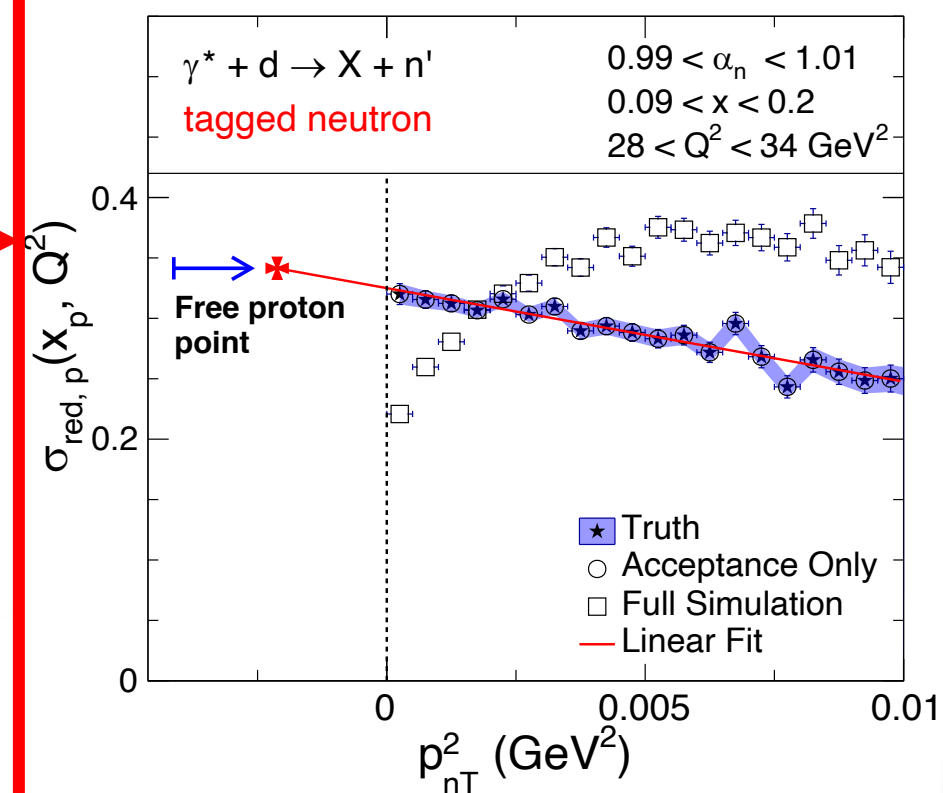 γ* + d → X + n'
tagged neutron
0.99 < αₙ < 1.01
0.09 < x < 0.2
28 < Q² < 34 GeV²
σ_red, p(x_p, Q²)
0.4
0.2
0
Free proton
point
Truth
Acceptance Only
Full Simulation
Linear Fit
0
0.005
0.01
p²_nT (GeV²)